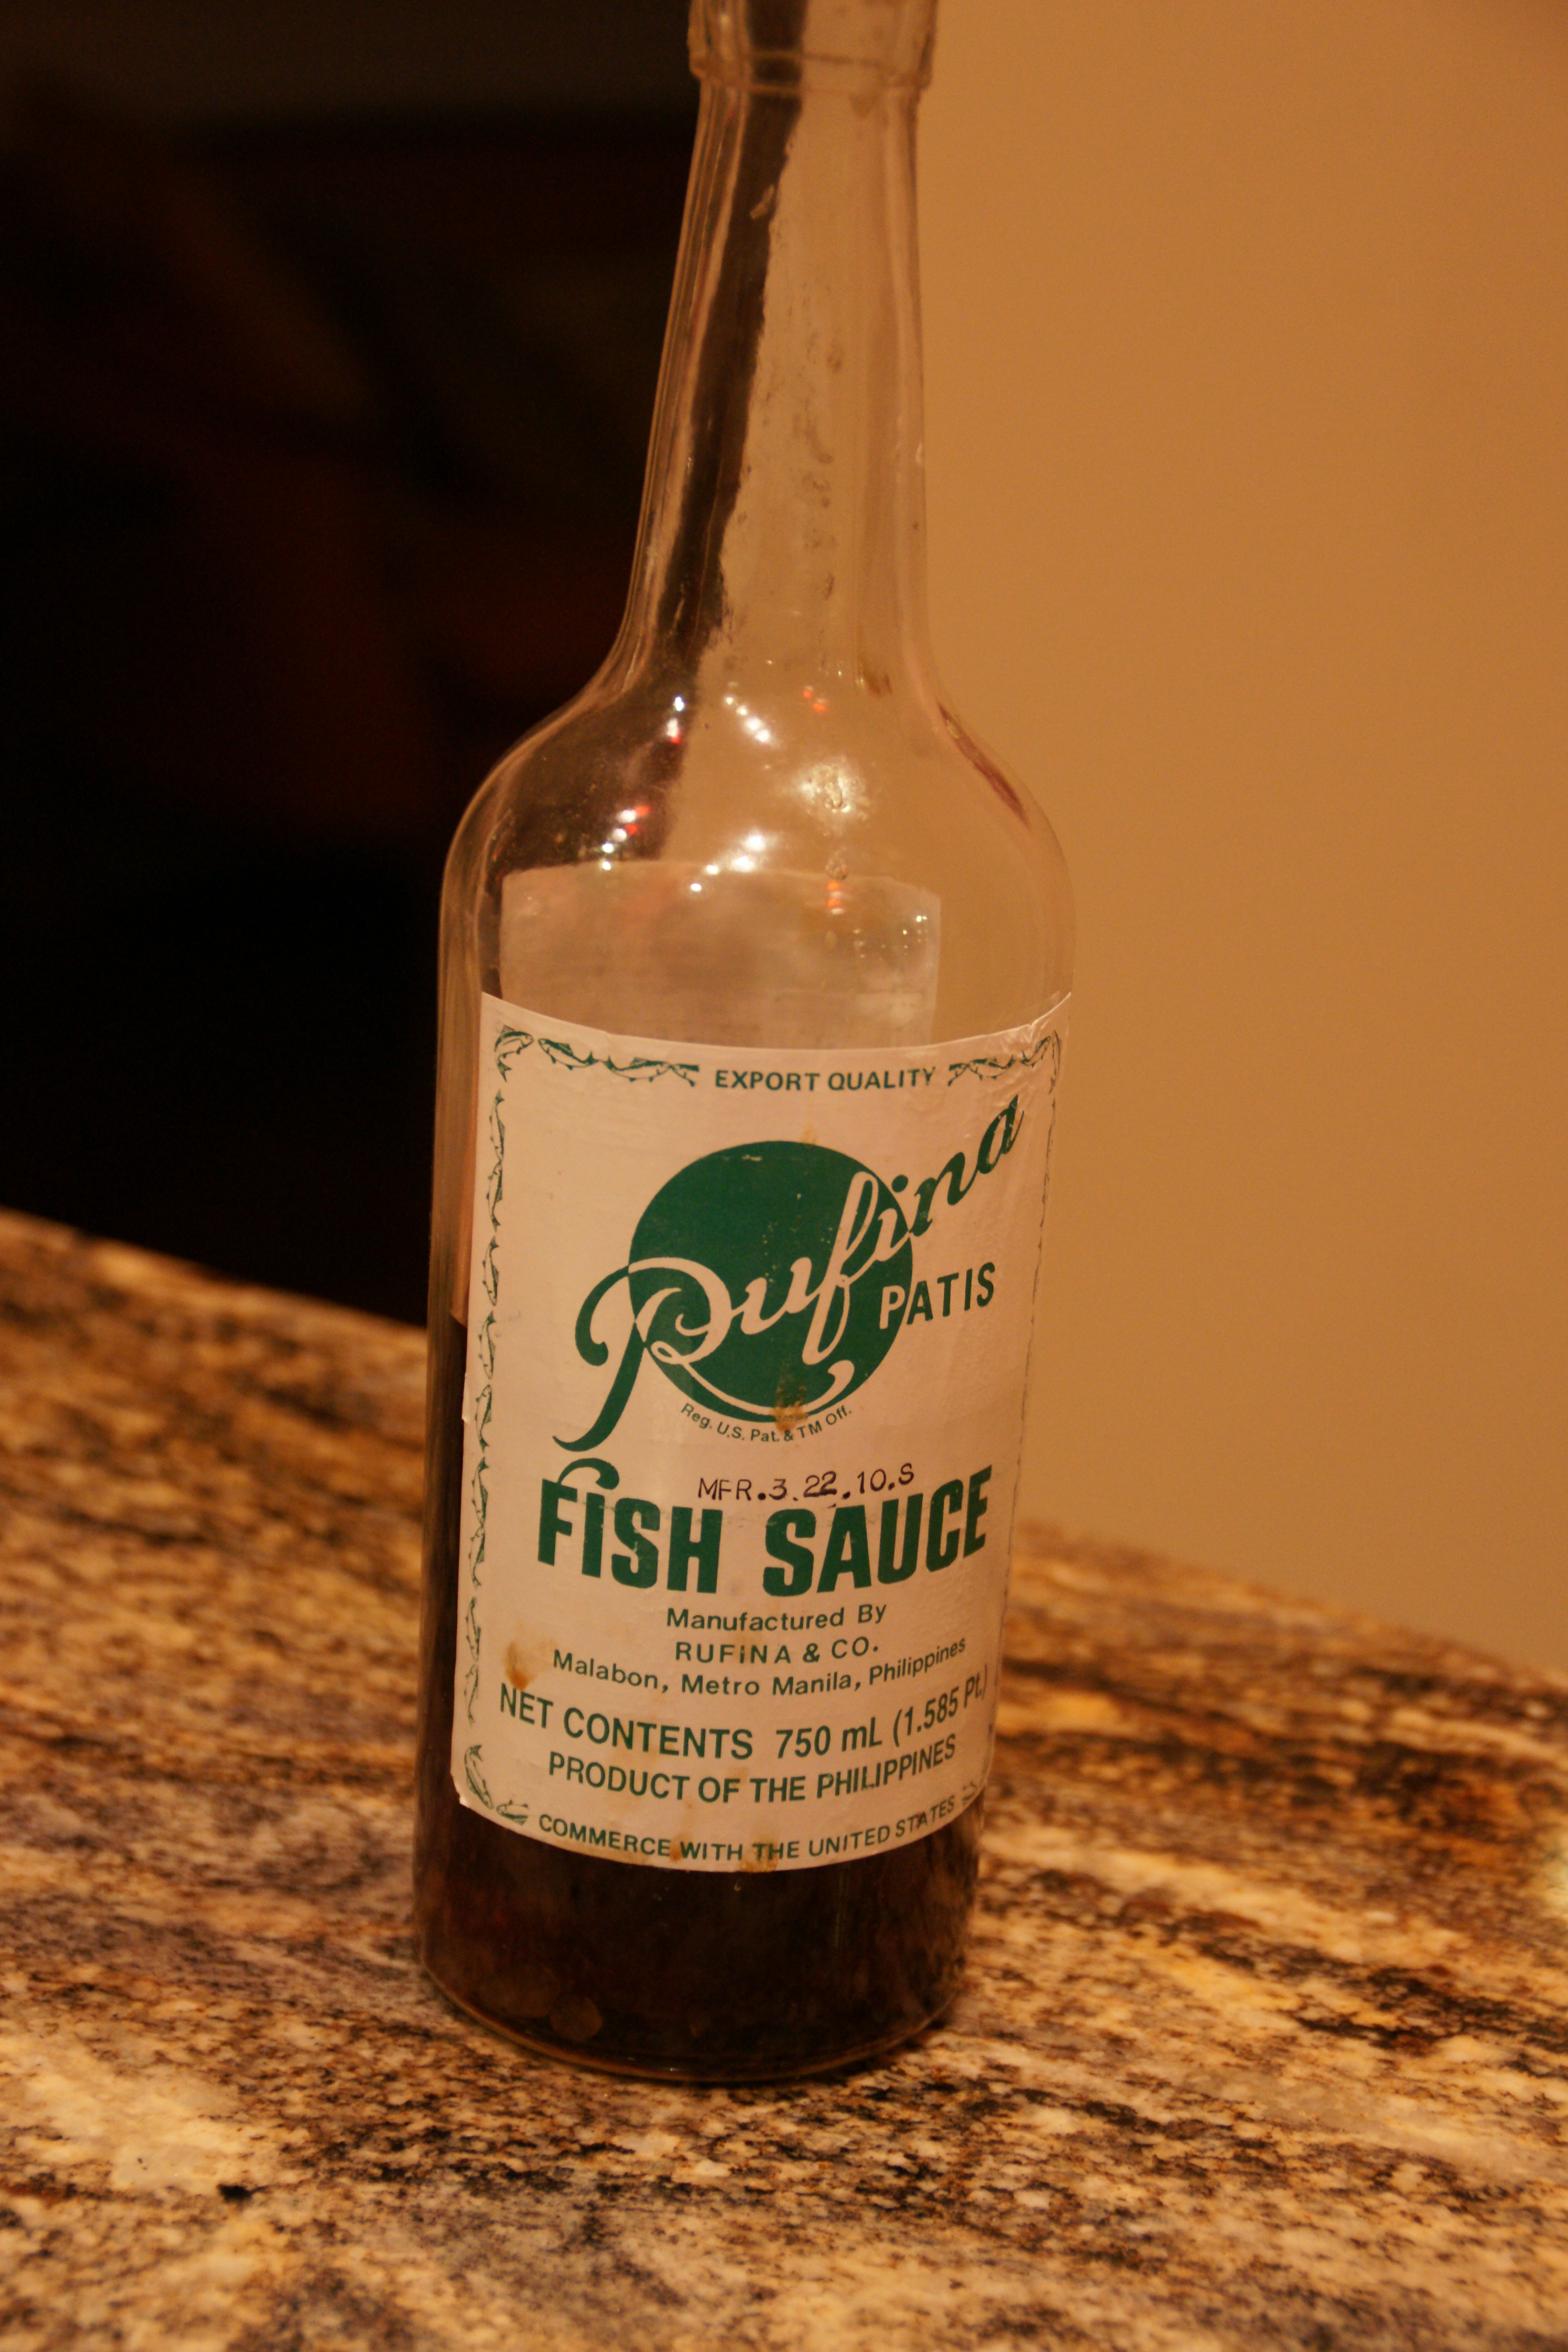 EXPORT QUALITY
Rufina
PATIS
Reg. U.S. Pat. & TM Off.
MFR.3.22.10.S
FISH SAUCE
Manufactured By
RUFINA & CO.
Malabon, Metro Manila, Philippines
NET CONTENTS 750 mL (1.585 Pt.)
PRODUCT OF THE PHILIPPINES
COMMERCE WITH THE UNITED STATES